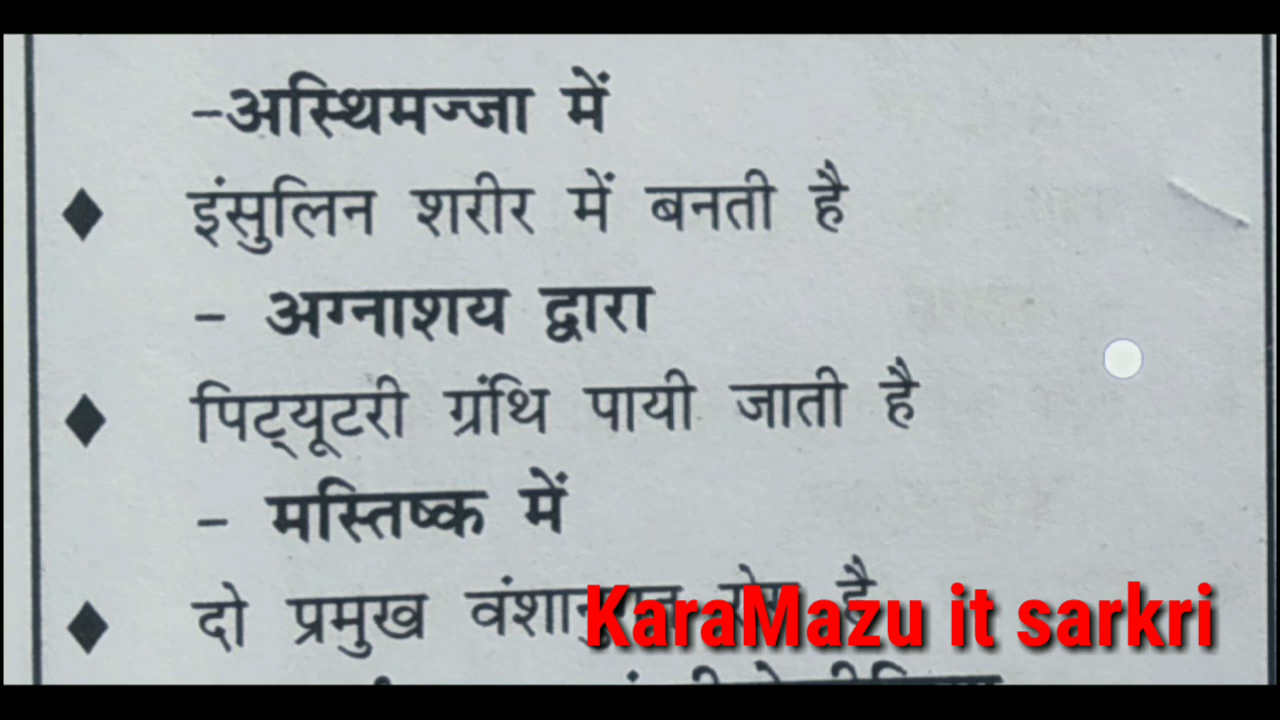 –अस्थिमज्जा में
♦ इंसुलिन शरीर में बनती है
– अग्नाशय द्वारा
♦ पिट्यूटरी ग्रंथि पायी जाती है
– मस्तिष्क में
♦ दो प्रमुख है
KaraMazu it sarkri